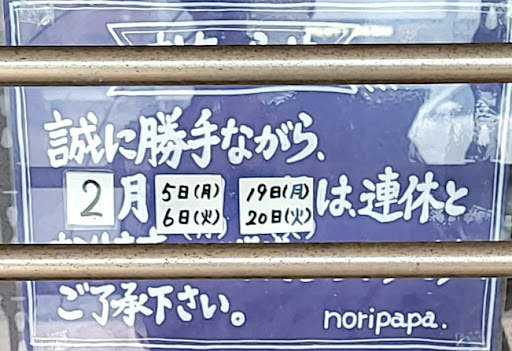 誠に勝手ながら、
2月 5日(月) 19日(月) は、連休と
6日(火) 20日(火)
ご了承下さい。
noripapa.